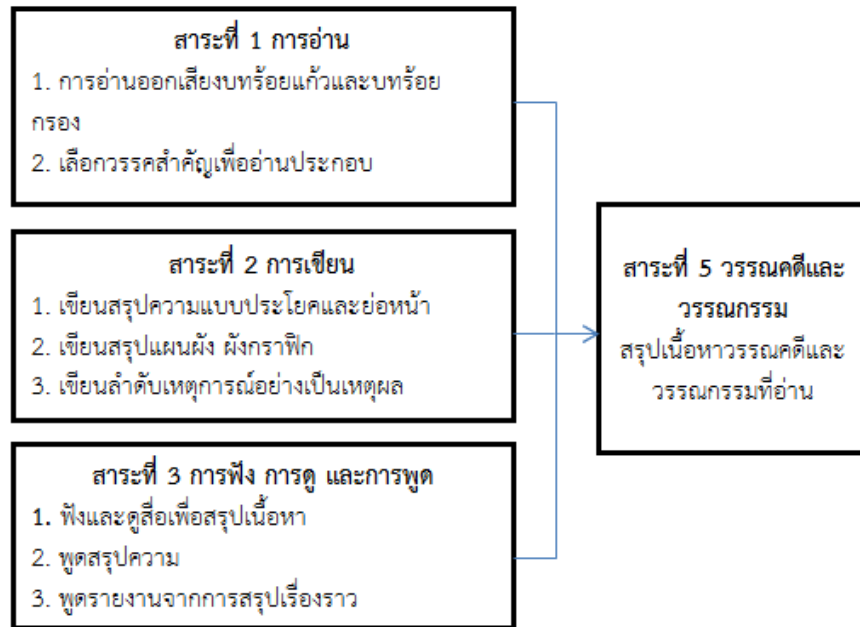 สาระที่ 1 การอ่าน
1. การอ่านออกเสียงบทร้อยแก้วและบทร้อย
กรอง
2. เลือกวรรคสำคัญเพื่ออ่านประกอบ
สาระที่ 2 การเขียน
1. เขียนสรุปความแบบประโยคและย่อหน้า
2. เขียนสรุปแผนผัง ผังกราฟิก
3. เขียนลำดับเหตุการณ์อย่างเป็นเหตุผล
สาระที่ 3 การฟัง การดู และการพูด
1. ฟังและดูสื่อเพื่อสรุปเนื้อหา
2. พูดสรุปความ
3. พูดรายงานจากการสรุปเรื่องราว
สาระที่ 5 วรรณคดีและ
วรรณกรรม
สรุปเนื้อหาวรรณคดีและ
วรรณกรรมที่อ่าน